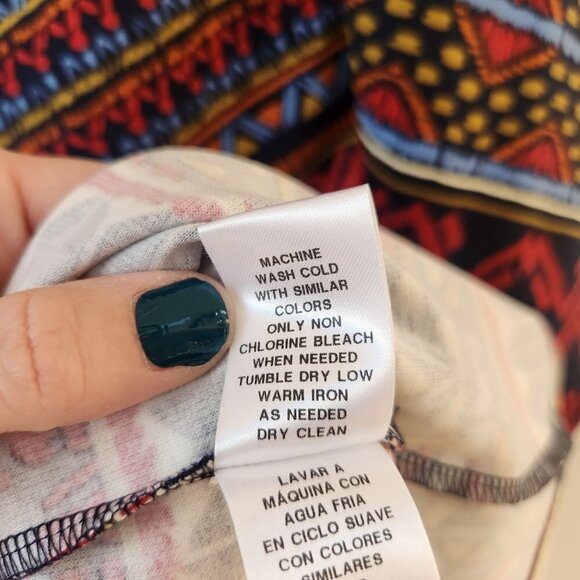 MACHINE
WASH COLD
WITH SIMILAR
COLORS
ONLY NON
CHLORINE BLEACH
WHEN NEEDED
TUMBLE DRY LOW
WARM IRON
AS NEEDED
DRY CLEAN
LAVAR A
MÁQUINA CON
AGUA FRIA
EN CICLO SUAVE
CON COLORES
SIMILARES